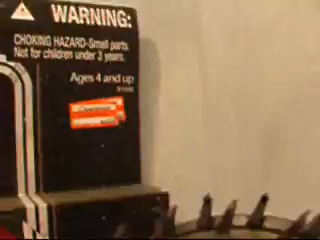 WARNING:
CHOKING HAZARD-Small parts
Not for children under 3 years.
Ages 4 and up